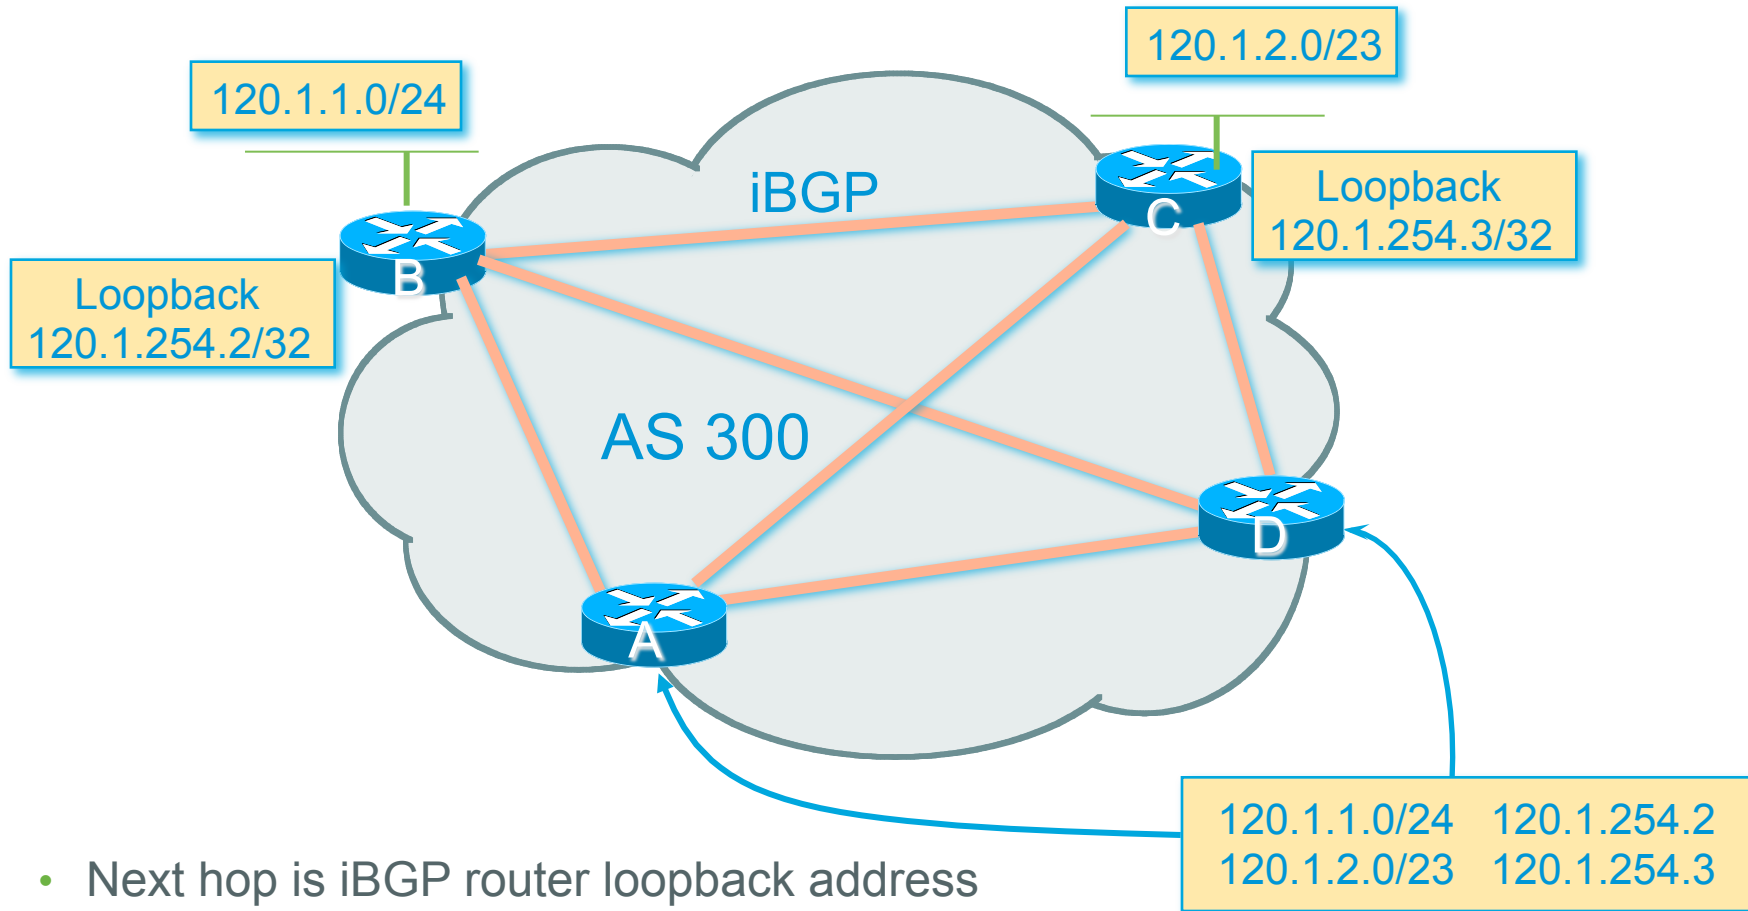 120.1.2.0/23
120.1.1.0/24
iBGP
C
Loopback
120.1.254.3/32
B
Loopback
120.1.254.2/32
AS 300
D
A
120.1.1.0/24 120.1.254.2
120.1.2.0/23 120.1.254.3
• Next hop is iBGP router loopback address